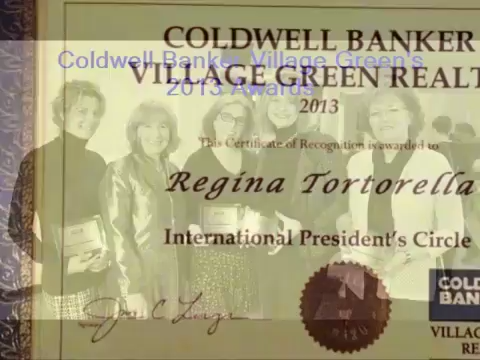 COLDWELL BANKER
Coldwell Banker Village Green's
VILLAGE GREEN REALT
2013 Awards
2013
This Certificate of Recognition is awarded to
Regina Tortorella
International President's Circle
COLD
BAN
VILLAG
RE